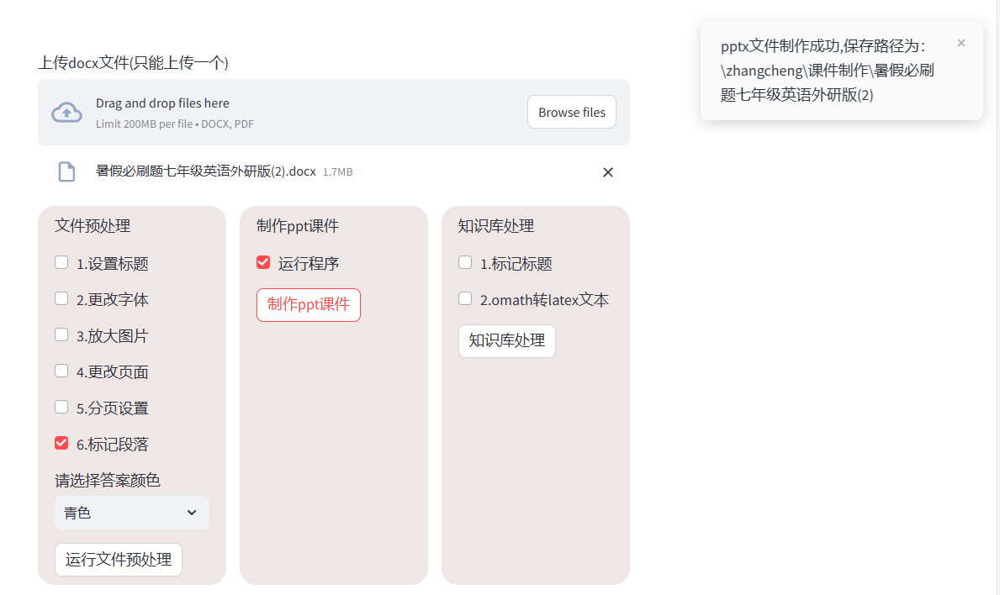 上传docx文件(只能上传一个)
Drag and drop files here
Limit 200MB per file • DOCX, PDF
Browse files
暑假必刷题七年级英语外研版(2).docx 1.7MB
文件预处理
1.设置标题
2.更改字体
3.放大图片
4.更改页面
5.分页设置
6.标记段落
请选择答案颜色
青色
运行文件预处理
制作ppt课件
运行程序
制作ppt课件
知识库处理
1.标记标题
2.omath转latex文本
知识库处理
pptx文件制作成功,保存路径为：
\zhangcheng\课件制作\暑假必刷
题七年级英语外研版(2)